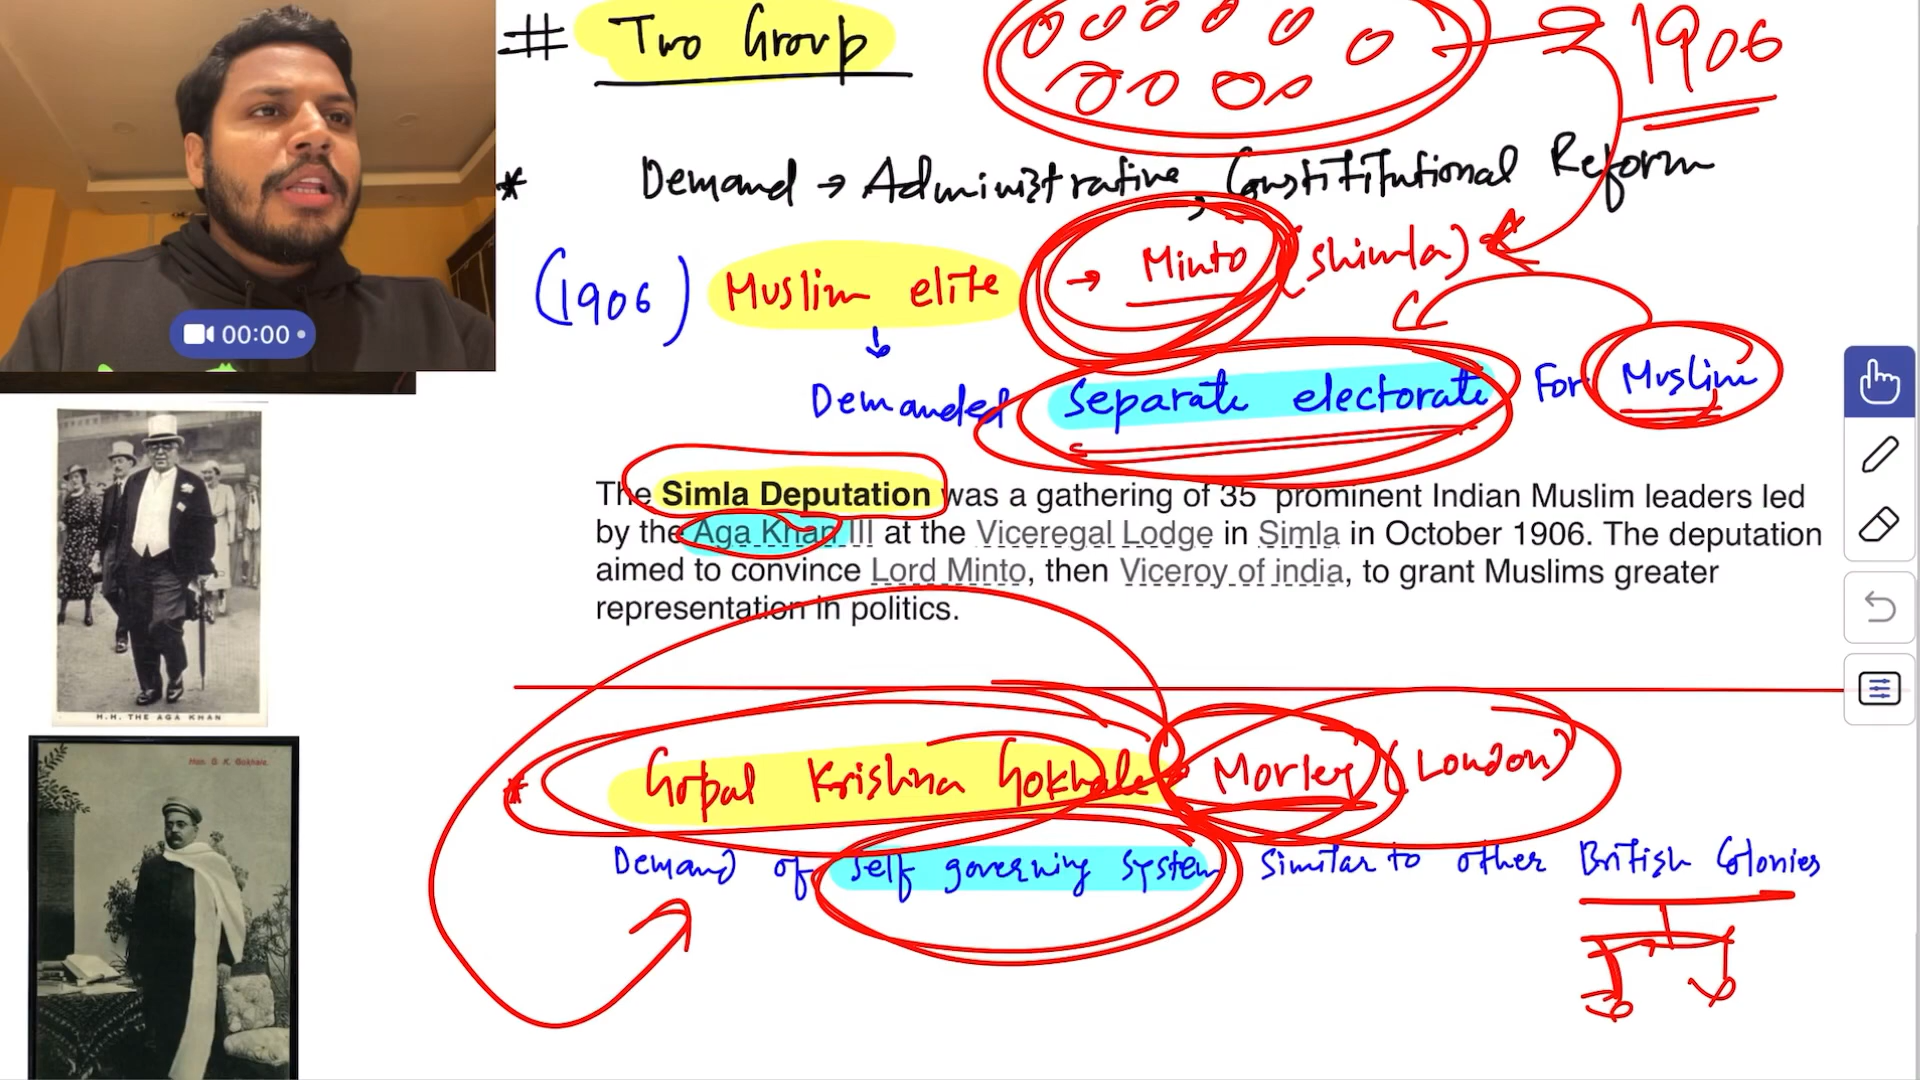 # Two Group
1906
* Demand → Administrative, Constitutional Reform
(1906) Muslim elite → Minto (Shimla)
Demanded Separate electorate For Muslim
The Simla Deputation was a gathering of 35 prominent Indian Muslim leaders led
by the Aga Khan III at the Viceregal Lodge in Simla in October 1906. The deputation
aimed to convince Lord Minto, then Viceroy of india, to grant Muslims greater
representation in politics.
* Gopal Krishna Gokhale Morley (London)
Demand of self governing system Similar to other British Colonies
00:00
H.H. THE AGA KHAN
Hon. G. K. Gokhale.